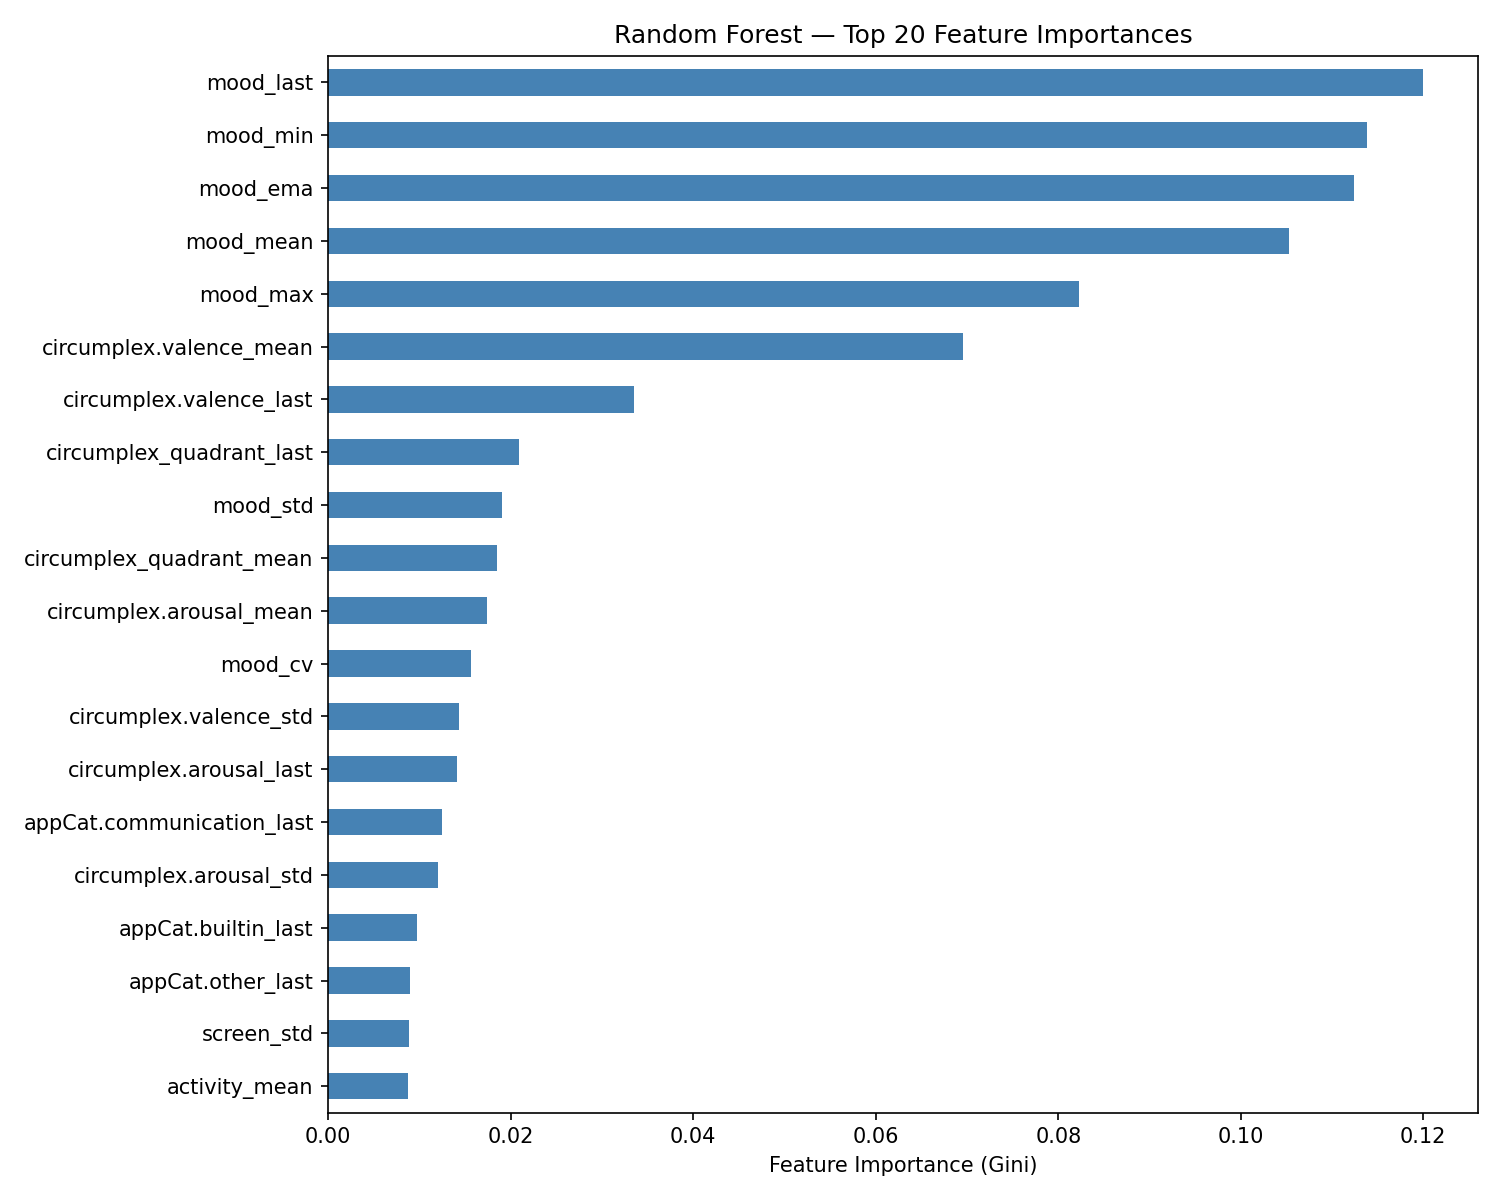 Random Forest — Top 20 Feature Importances
mood_last
mood_min
mood_ema
mood_mean
mood_max
circumplex.valence_mean
circumplex.valence_last
circumplex_quadrant_last
mood_std
circumplex_quadrant_mean
circumplex.arousal_mean
mood_cv
circumplex.valence_std
circumplex.arousal_last
appCat.communication_last
circumplex.arousal_std
appCat.builtin_last
appCat.other_last
screen_std
activity_mean
0.00 0.02 0.04 0.06 0.08 0.10 0.12
Feature Importance (Gini)